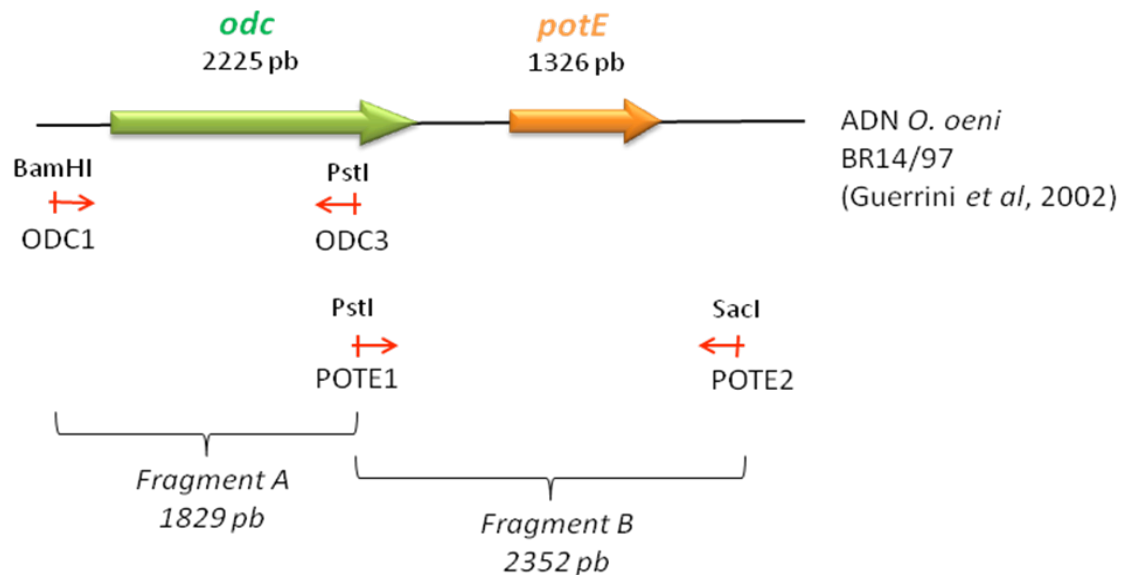 odc
2225 pb
potE
1326 pb
ADN O. oeni
BR14/97
(Guerrini et al, 2002)
BamHI
PstI
ODC1
ODC3
PstI
SacI
POTE1
POTE2
Fragment A
1829 pb
Fragment B
2352 pb